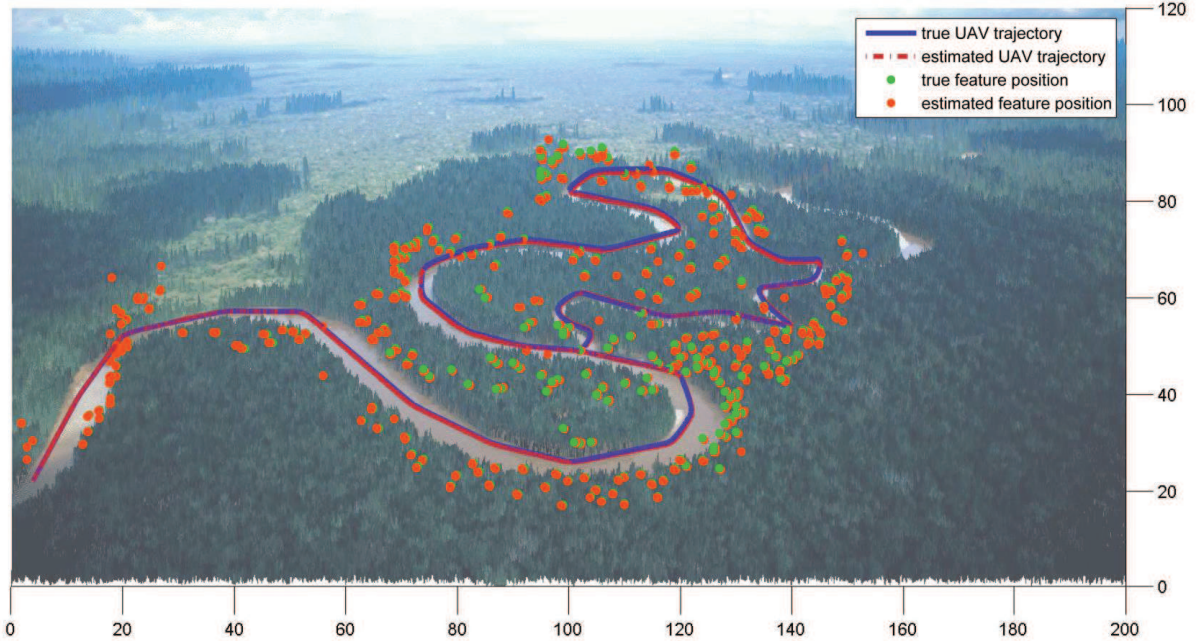 true UAV trajectory
estimated UAV trajectory
true feature position
estimated feature position
120
100
80
60
40
20
0
0 20 40 60 80 100 120 140 160 180 200